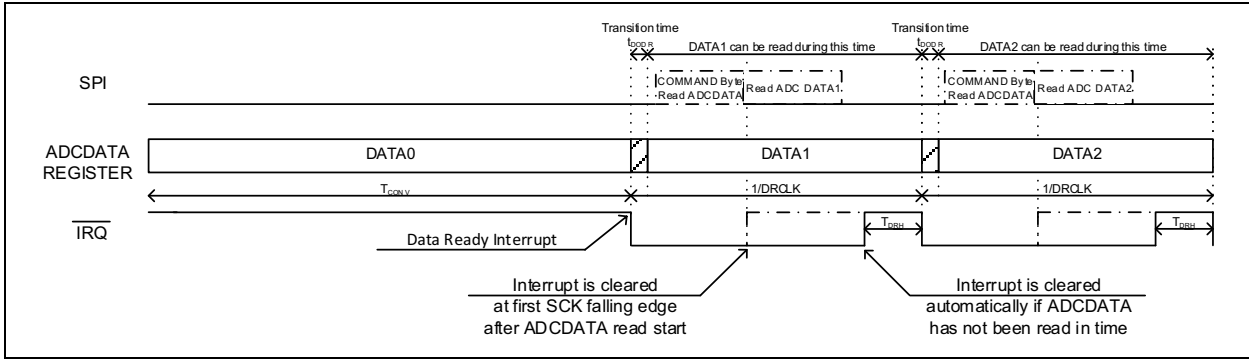 Transition time
tDODR
DATA1 can be read during this time
Transition time
tDODR
DATA2 can be read during this time
SPI
COMMAND Byte
Read ADCDATA
Read ADC DATA1
COMMAND Byte
Read ADCDATA
Read ADC DATA2
ADCDATA
REGISTER
DATA0
DATA1
DATA2
TCONV
1/DRCLK
1/DRCLK
IRQ
TDRH
TDRH
Data Ready Interrupt
Interrupt is cleared
at first SCK falling edge
after ADCDATA read start
Interrupt is cleared
automatically if ADCDATA
has not been read in time